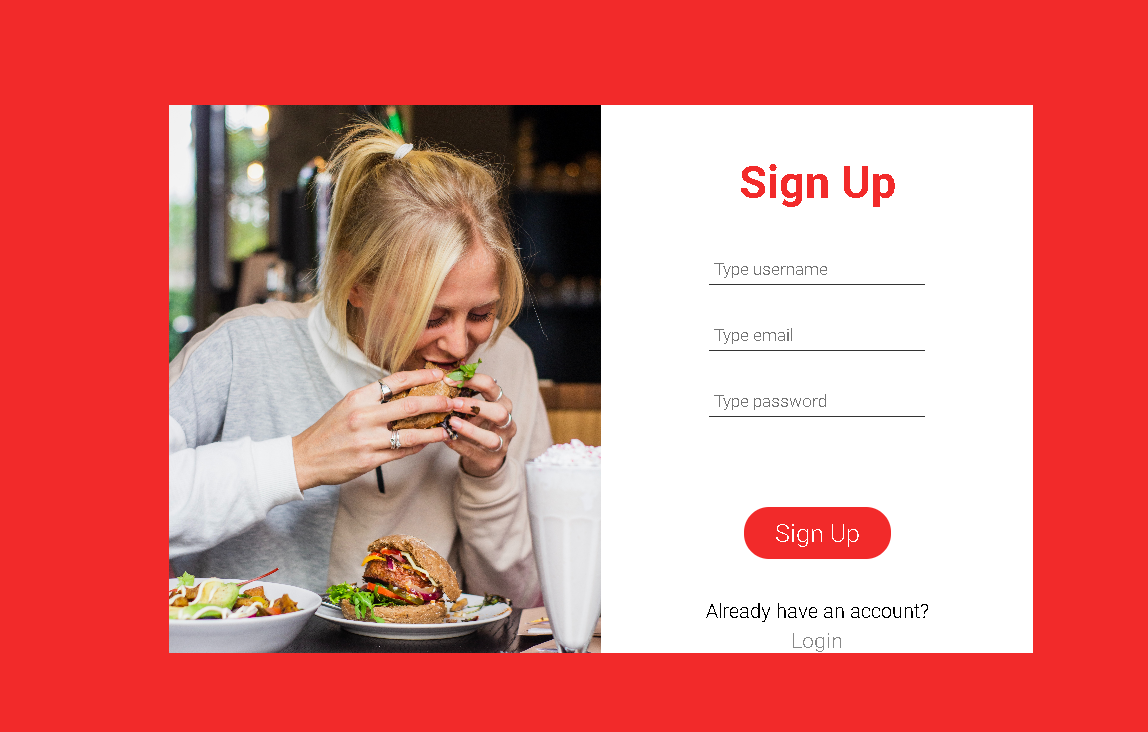 Sign Up
Type username
Type email
Type password
Sign Up
Already have an account?
Login